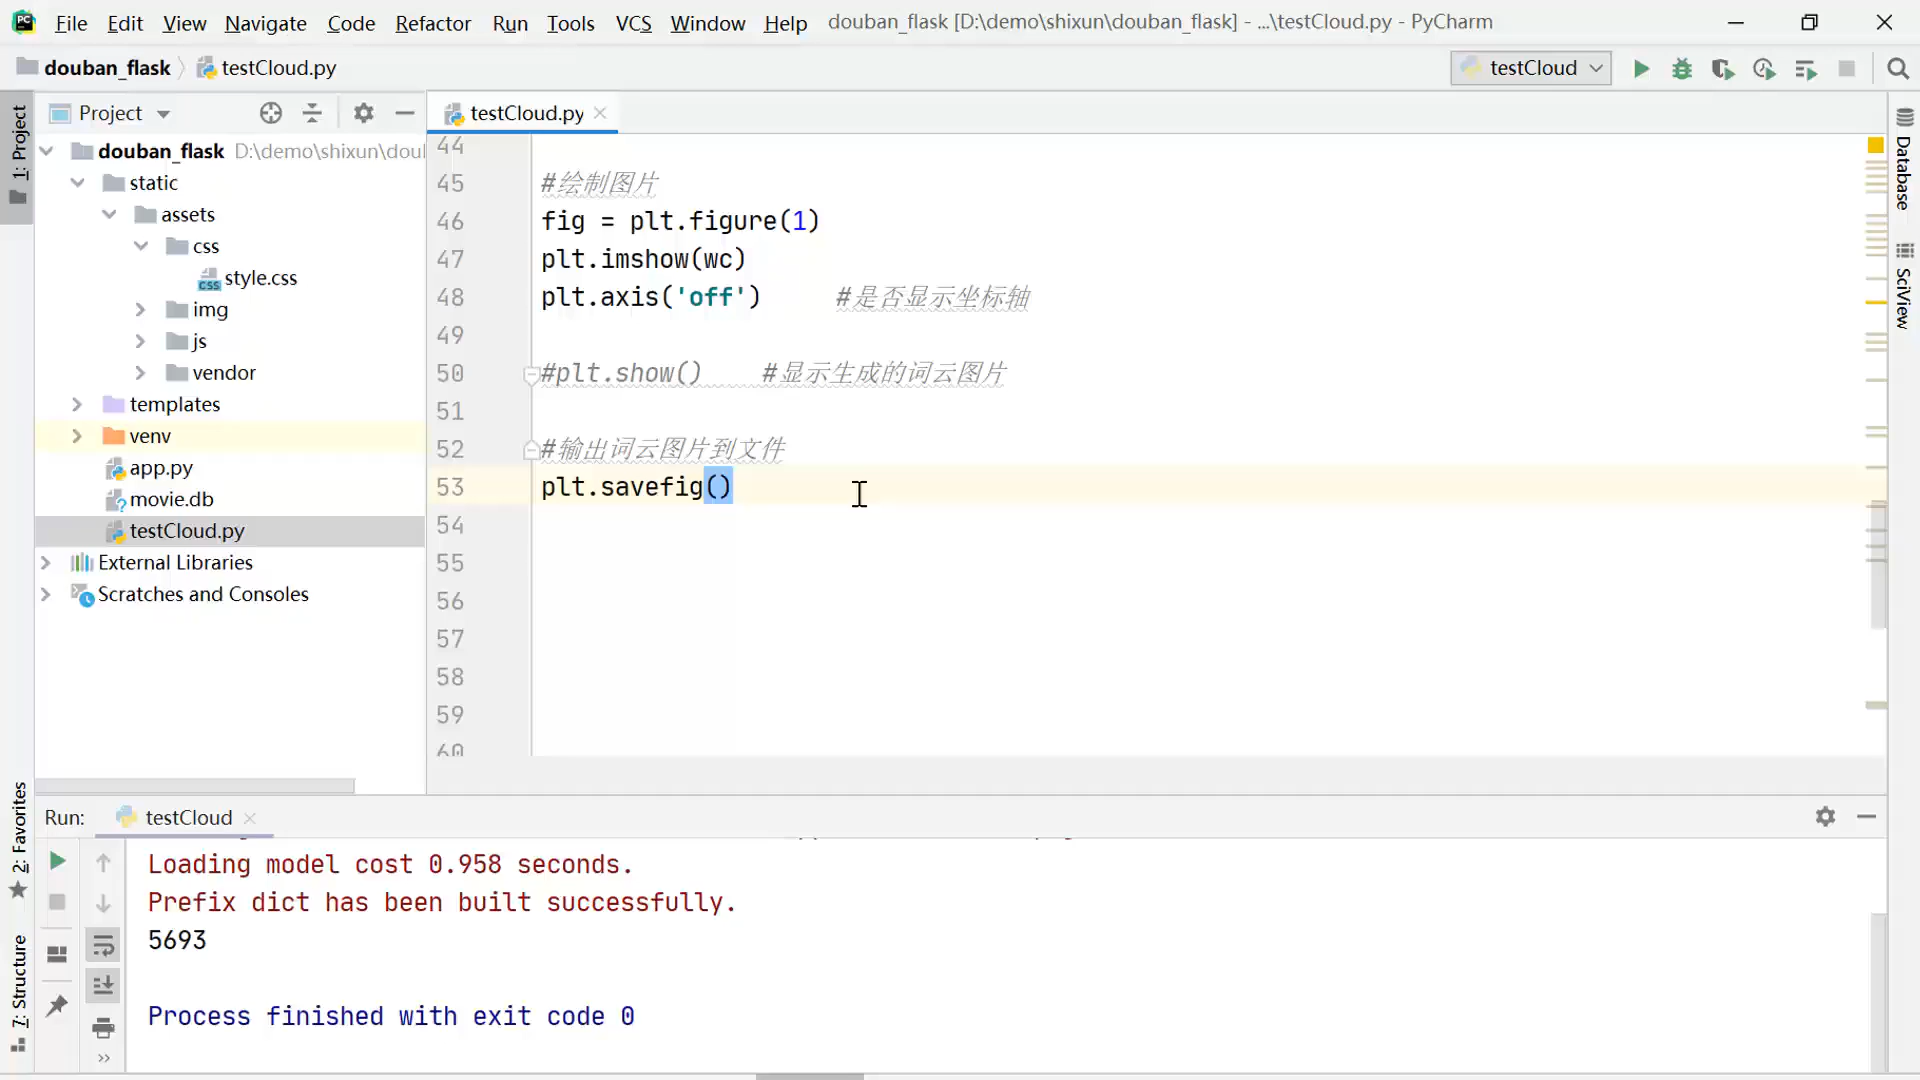 File Edit View Navigate Code Refactor Run Tools VCS Window Help douban_flask [D:\demo\shixun\douban_flask] - ...\testCloud.py - PyCharm
douban_flask testCloud.py testCloud
1: Project
Project
testCloud.py
douban_flask D:\demo\shixun\dou
static
assets
css
style.css
img
js
vendor
templates
venv
app.py
movie.db
testCloud.py
External Libraries
Scratches and Consoles
44
45 #绘制图片
46 fig = plt.figure(1)
47 plt.imshow(wc)
48 plt.axis('off') #是否显示坐标轴
49
50 #plt.show() #显示生成的词云图片
51
52 #输出词云图片到文件
53 plt.savefig()
54
55
56
57
58
59
60
Database
SciView
2: Favorites
7: Structure
Run: testCloud
Loading model cost 0.958 seconds.
Prefix dict has been built successfully.
5693
Process finished with exit code 0